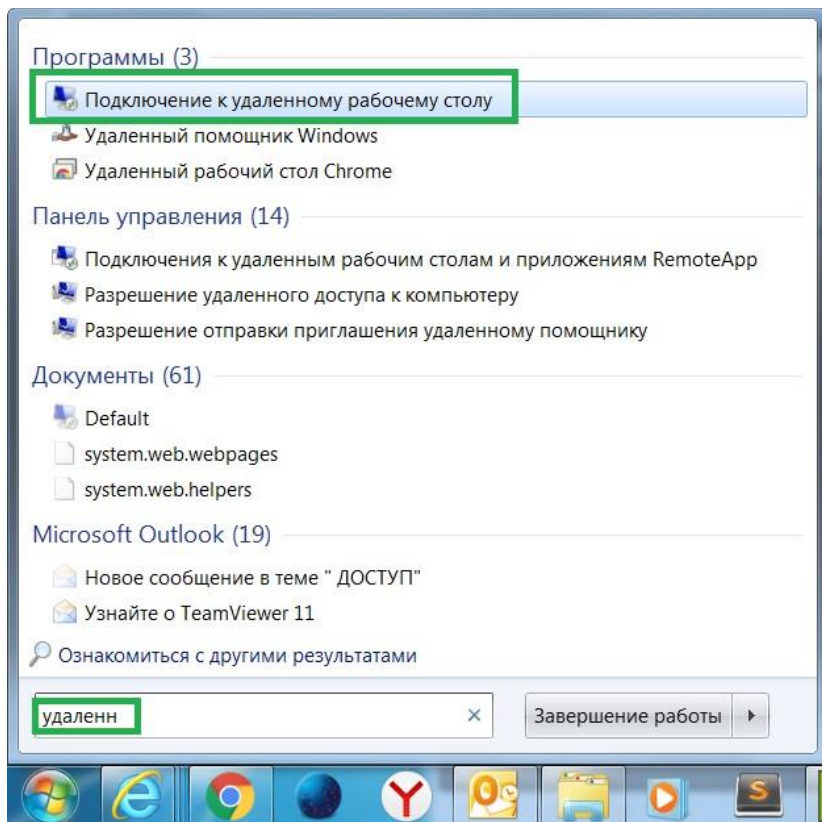 Программы (3)
Подключение к удаленному рабочему столу
Удаленный помощник Windows
Удаленный рабочий стол Chrome
Панель управления (14)
Подключения к удаленным рабочим столам и приложениям RemoteApp
Разрешение удаленного доступа к компьютеру
Разрешение отправки приглашения удаленному помощнику
Документы (61)
Default
system.web.webpages
system.web.helpers
Microsoft Outlook (19)
Новое сообщение в теме " ДОСТУП"
Узнайте о TeamViewer 11
Ознакомиться с другими результатами
удаленн
Завершение работы